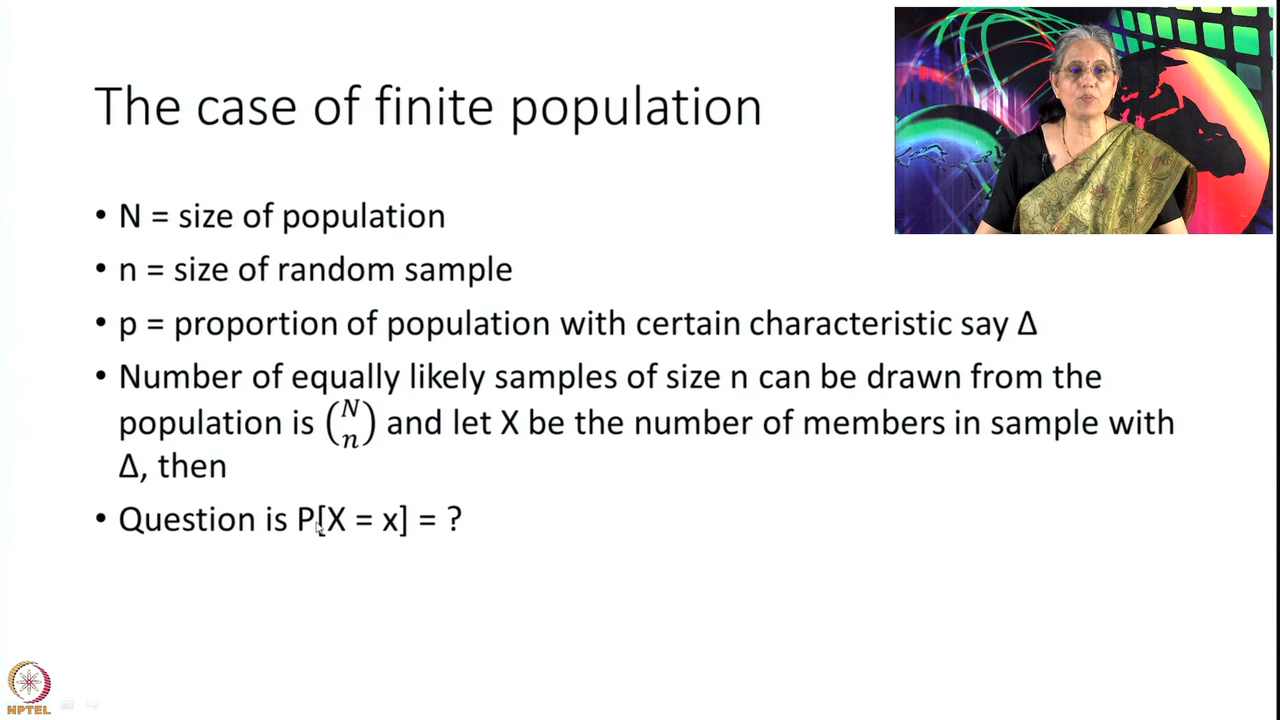 The case of finite population
• N = size of population
• n = size of random sample
• p = proportion of population with certain characteristic say Δ
• Number of equally likely samples of size n can be drawn from the
population is (N n) and let X be the number of members in sample with
Δ, then
• Question is P[X = x] = ?
NPTEL